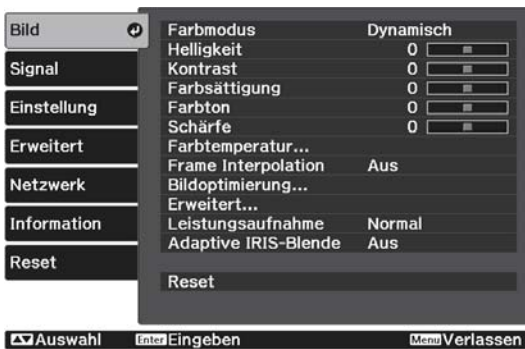 Bild
Signal
Einstellung
Erweitert
Netzwerk
Information
Reset
Farbmodus Dynamisch
Helligkeit 0
Kontrast 0
Farbsättigung 0
Farbton 0
Schärfe 0
Farbtemperatur...
Frame Interpolation Aus
Bildoptimierung...
Erweitert...
Leistungsaufnahme Normal
Adaptive IRIS-Blende Aus
Reset
Auswahl Enter Eingeben Menu Verlassen